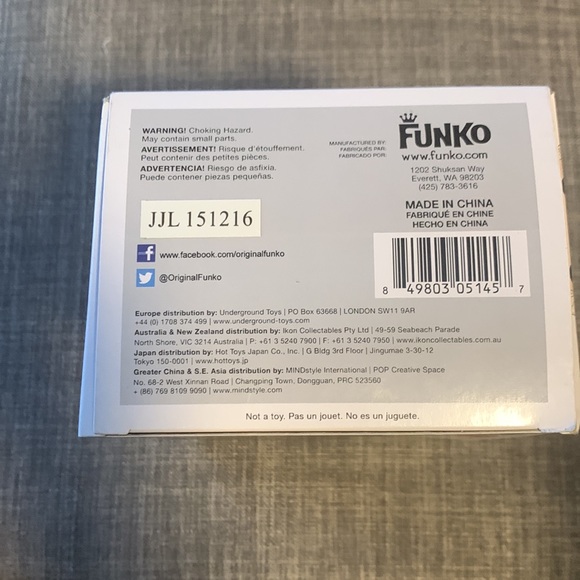 WARNING! Choking Hazard.
May contain small parts.
AVERTISSEMENT! Risque d'étouffement.
Peut contenir des petites pièces.
ADVERTENCIA! Riesgo de asfixia.
Puede contener piezas pequeñas.
MANUFACTURED BY:
FABRIQUÉS PAR:
FABRICADO POR:
FUNKO
www.funko.com
1202 Shuksan Way
Everett, WA 98203
(425) 783-3616
MADE IN CHINA
FABRIQUÉ EN CHINE
HECHO EN CHINA
JJL 151216
f www.facebook.com/originalfunko
@OriginalFunko
8 49803 05145 7
Europe distribution by: Underground Toys | PO Box 63668 | LONDON SW11 9AR
+44 (0) 1708 374 499 | www.underground-toys.com
Australia & New Zealand distribution by: Ikon Collectables Pty Ltd | 49-59 Seabeach Parade
North Shore, VIC 3214 Australia | P: +61 3 5240 7900 | F: +61 3 5240 7950 | www.ikoncollectables.com
Japan distribution by: Hot Toys Japan Co., Inc. | G Bldg 3rd Floor | Jingumae 3-30-12
Tokyo 150-0001 | www.hottoys.jp
Greater China & S.E. Asia distribution by: MINDstyle International | POP Creative Space
No. 68-2 West Xinnan Road | Changping Town, Dongguan, PRC 523560
+ (86) 769 8109 9090 | www.mindstyle.com
Not a toy. Pas un jouet. No es un juguete.